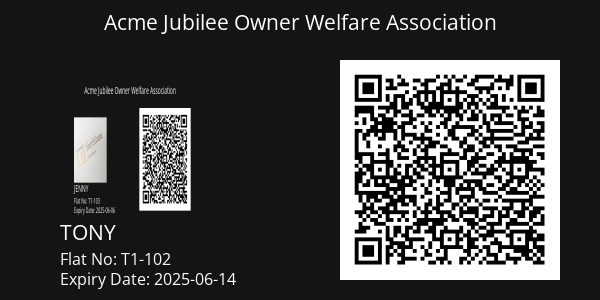 Acme Jubilee Owner Welfare Association
Acme Jubilee Owner Welfare Association
JENNY
Flat No: T1-103
Expiry Date: 2025-06-06
TONY
Flat No: T1-102
Expiry Date: 2025-06-14